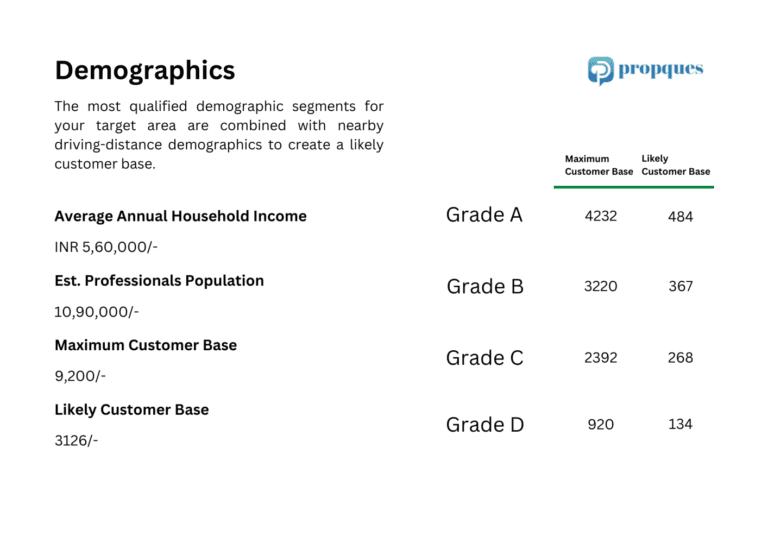 Demographics
propques
The most qualified demographic segments for
your target area are combined with nearby
driving-distance demographics to create a likely
customer base.
Maximum Customer Base
Likely Customer Base
Average Annual Household Income
INR 5,60,000/-
Est. Professionals Population
10,90,000/-
Maximum Customer Base
9,200/-
Likely Customer Base
3126/-
Grade A 4232 484
Grade B 3220 367
Grade C 2392 268
Grade D 920 134